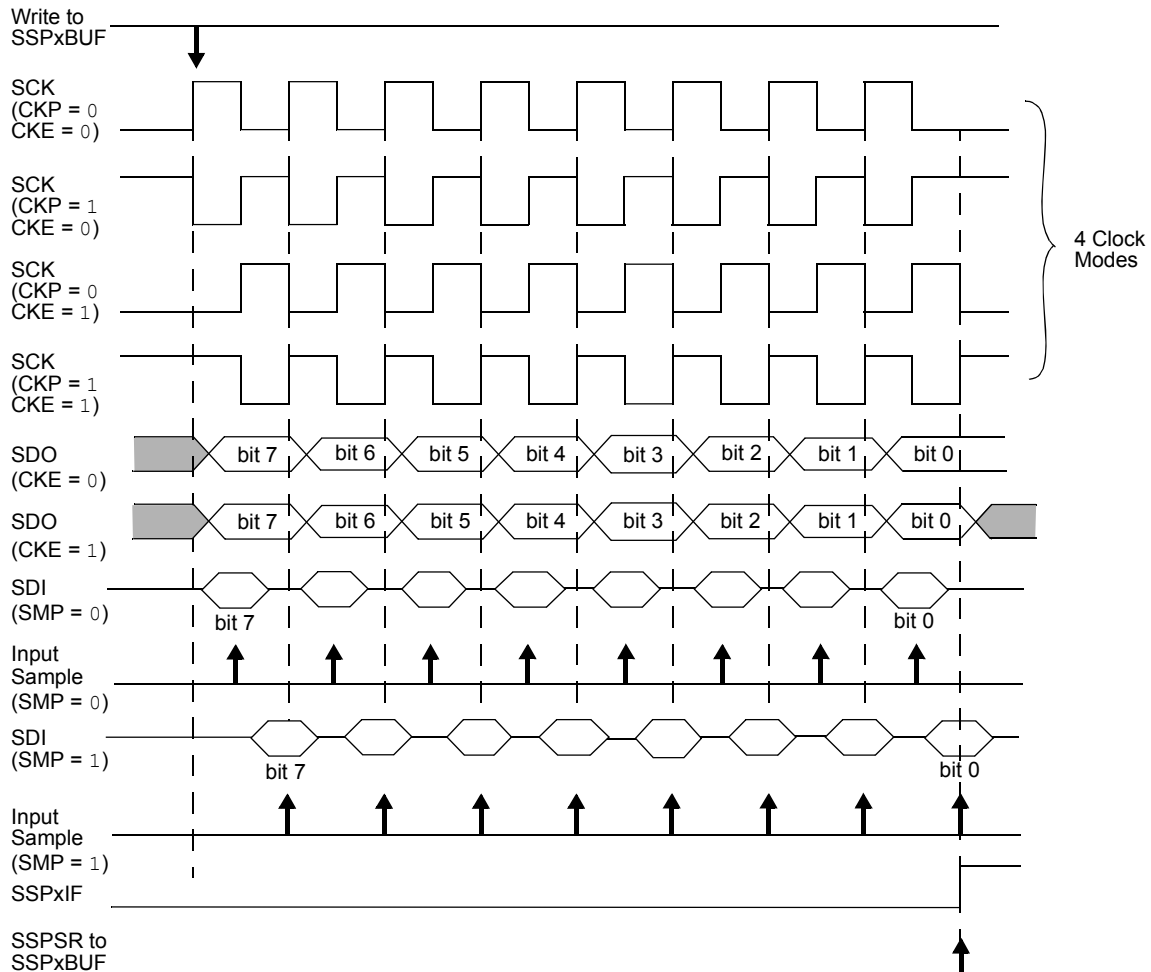 Write to
SSPxBUF
SCK
(CKP = 0
CKE = 0)
SCK
(CKP = 1
CKE = 0)
SCK
(CKP = 0
CKE = 1)
SCK
(CKP = 1
CKE = 1)
4 Clock
Modes
SDO
(CKE = 0)
bit 7 bit 6 bit 5 bit 4 bit 3 bit 2 bit 1 bit 0
SDO
(CKE = 1)
bit 7 bit 6 bit 5 bit 4 bit 3 bit 2 bit 1 bit 0
SDI
(SMP = 0)
bit 7 bit 0
Input
Sample
(SMP = 0)
SDI
(SMP = 1)
bit 7 bit 0
Input
Sample
(SMP = 1)
SSPxIF
SSPSR to
SSPxBUF